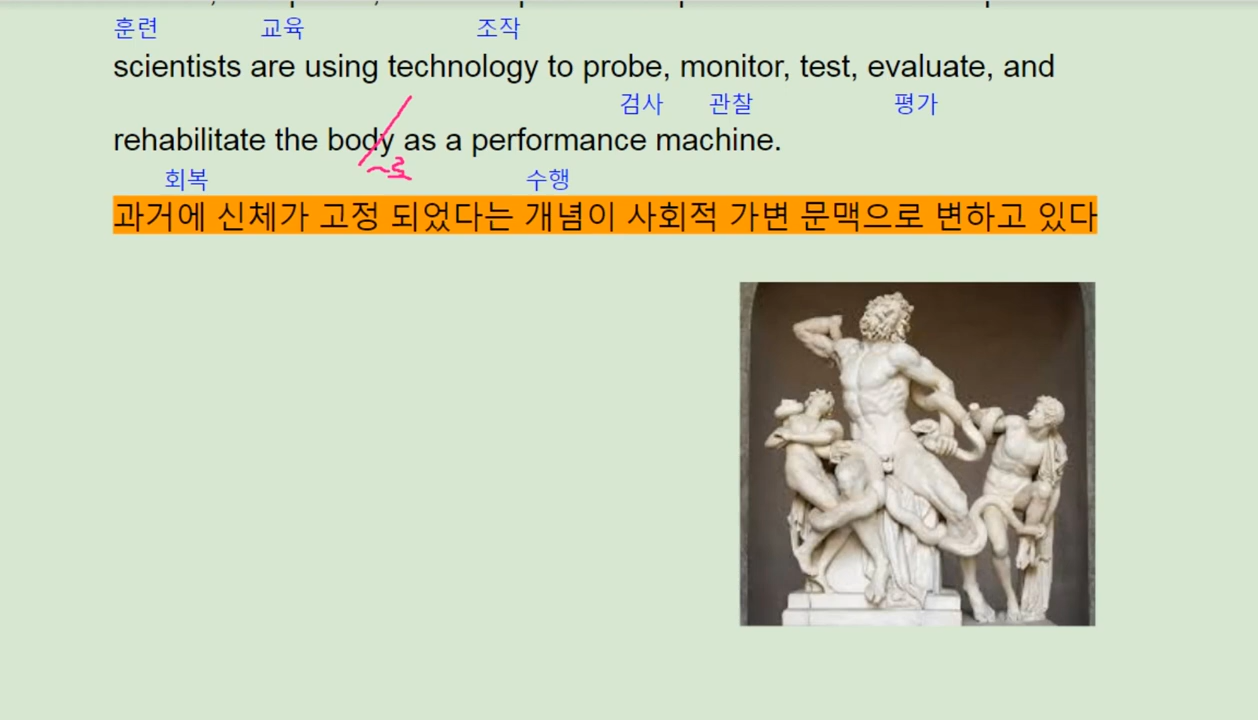 훈련 교육 조작
scientists are using technology to probe, monitor, test, evaluate, and
검사 관찰 평가
rehabilitate the body as a performance machine.
~로
회복 수행
과거에 신체가 고정 되었다는 개념이 사회적 가변 문맥으로 변하고 있다